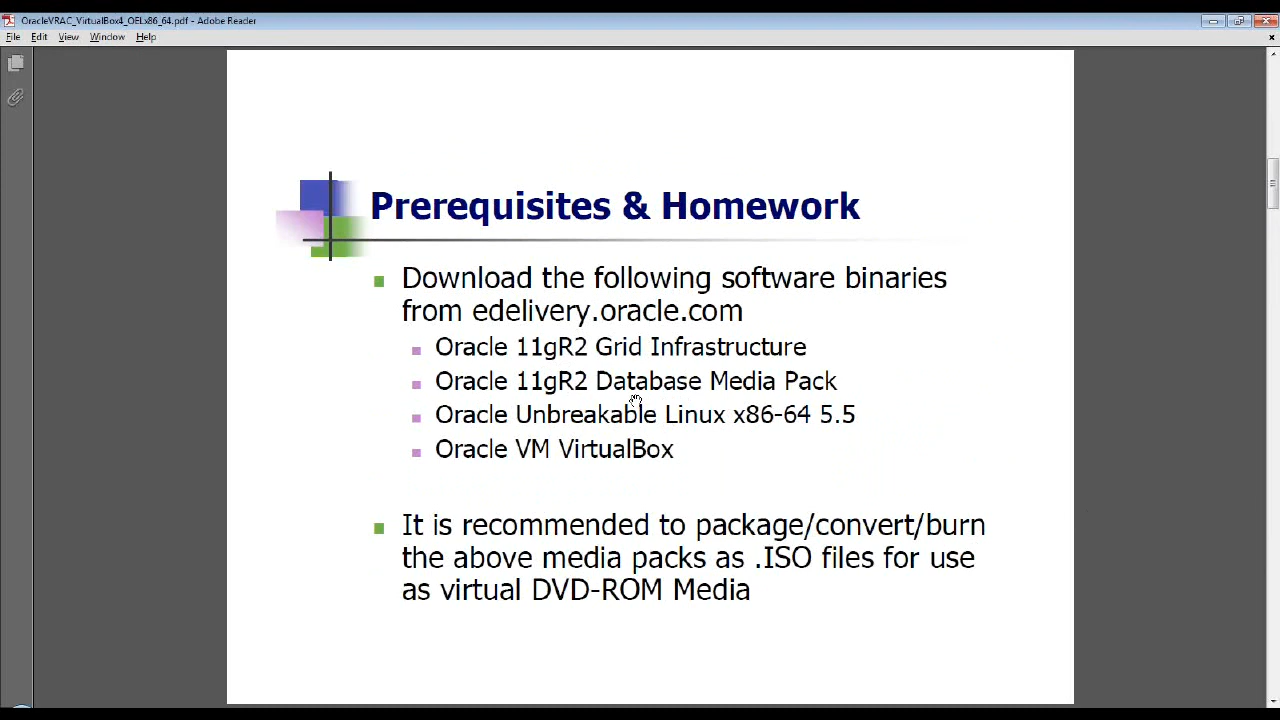 OracleVRAC_VirtualBox4_OELx86_64.pdf - Adobe Reader
File Edit View Window Help
Prerequisites & Homework
Download the following software binaries
from edelivery.oracle.com
Oracle 11gR2 Grid Infrastructure
Oracle 11gR2 Database Media Pack
Oracle Unbreakable Linux x86-64 5.5
Oracle VM VirtualBox
It is recommended to package/convert/burn
the above media packs as .ISO files for use
as virtual DVD-ROM Media